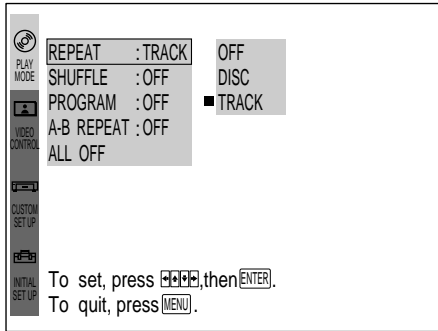 PLAY
MODE
VIDEO
CONTROL
CUSTOM
SET UP
INITIAL
SET UP
REPEAT : TRACK
SHUFFLE : OFF
PROGRAM : OFF
A-B REPEAT : OFF
ALL OFF
OFF
DISC
TRACK
To set, press ,then ENTER.
To quit, press MENU.